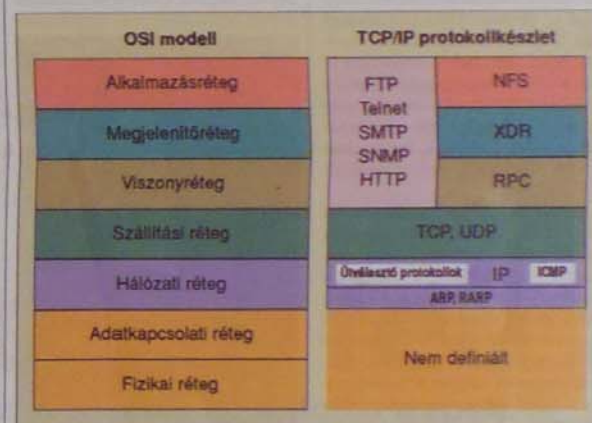 OSI modell
Alkalmazásréteg
Megjelenítőréteg
Viszonyréteg
Szállítási réteg
Hálózati réteg
Adatkapcsolati réteg
Fizikai réteg
TCP/IP protokollkészlet
FTP
Telnet
SMTP
SNMP
HTTP
NFS
XDR
RPC
TCP, UDP
Útválasztó protokollok IP ICMP
ARP, RARP
Nem definiált